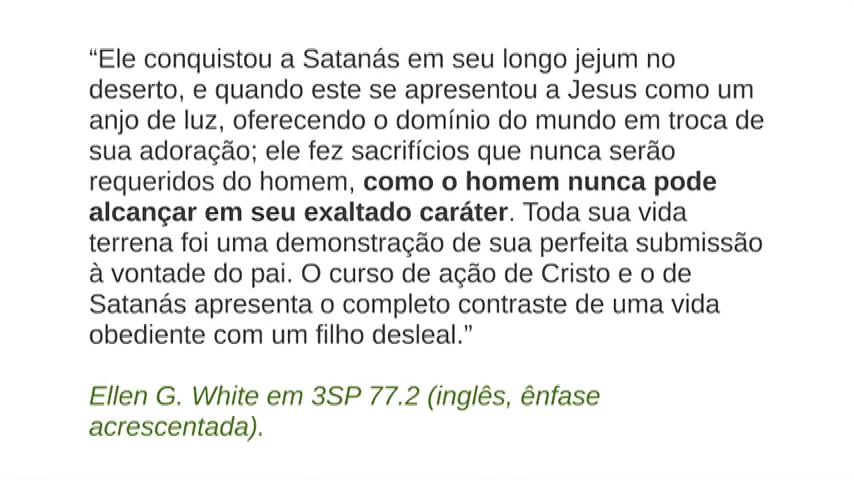 “Ele conquistou a Satanás em seu longo jejum no
deserto, e quando este se apresentou a Jesus como um
anjo de luz, oferecendo o domínio do mundo em troca de
sua adoração; ele fez sacrifícios que nunca serão
requeridos do homem, como o homem nunca pode
alcançar em seu exaltado caráter. Toda sua vida
terrena foi uma demonstração de sua perfeita submissão
à vontade do pai. O curso de ação de Cristo e o de
Satanás apresenta o completo contraste de uma vida
obediente com um filho desleal.”
Ellen G. White em 3SP 77.2 (inglês, ênfase
acrescentada).